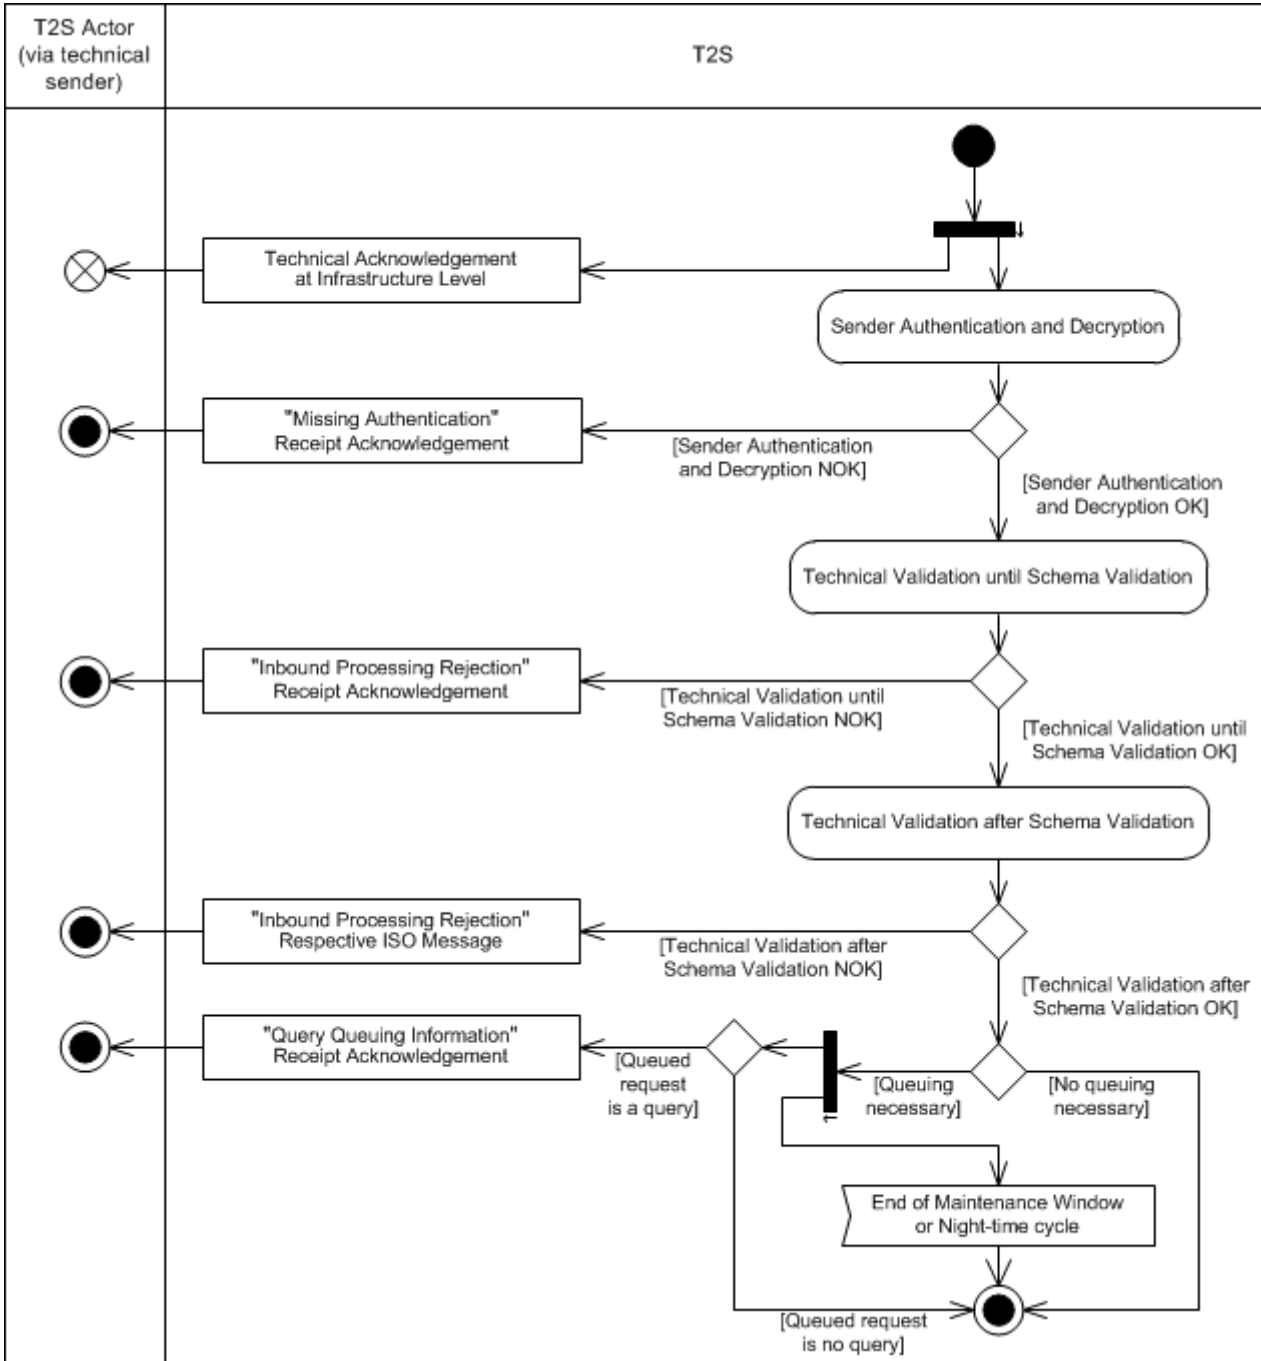 T2S Actor
(via technical
sender)
T2S
Technical Acknowledgement
at Infrastructure Level
Sender Authentication and Decryption
"Missing Authentication"
Receipt Acknowledgement
[Sender Authentication
and Decryption NOK]
[Sender Authentication
and Decryption OK]
Technical Validation until Schema Validation
"Inbound Processing Rejection"
Receipt Acknowledgement
[Technical Validation until
Schema Validation NOK]
[Technical Validation until
Schema Validation OK]
Technical Validation after Schema Validation
"Inbound Processing Rejection"
Respective ISO Message
[Technical Validation after
Schema Validation NOK]
[Technical Validation after
Schema Validation OK]
"Query Queuing Information"
Receipt Acknowledgement
[Queued
request
is a query]
[Queuing
necessary]
[No queuing
necessary]
End of Maintenance Window
or Night-time cycle
[Queued request
is no query]